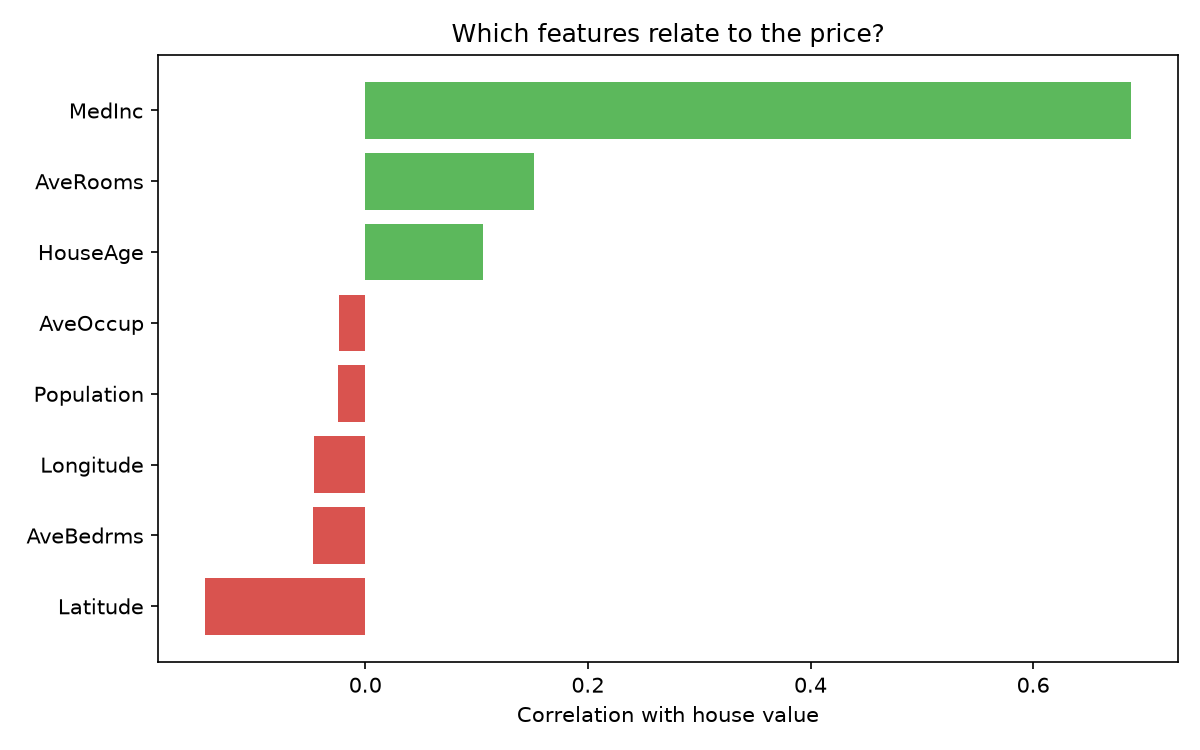 Which features relate to the price?
MedInc
AveRooms
HouseAge
AveOccup
Population
Longitude
AveBedrms
Latitude
0.0 0.2 0.4 0.6
Correlation with house value